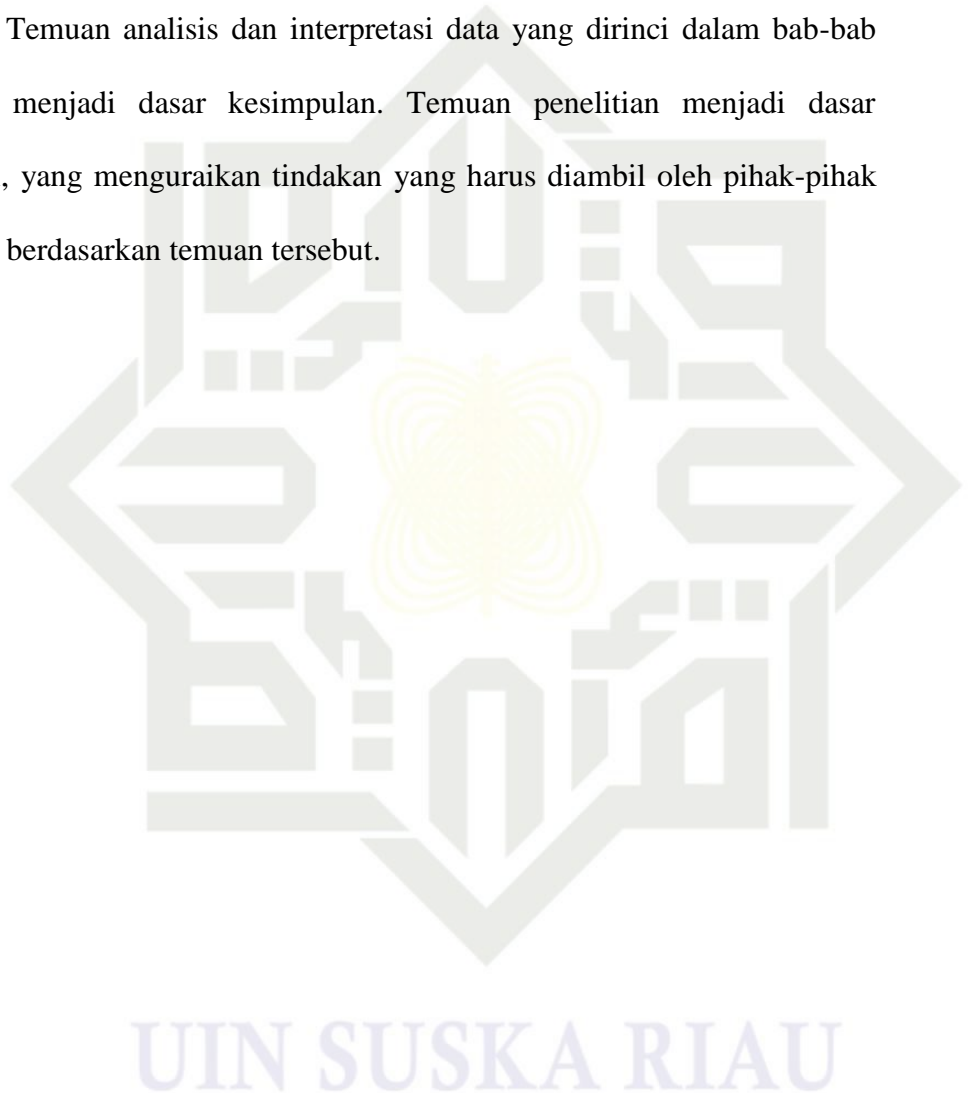 Temuan analisis dan interpretasi data yang dirinci dalam bab-bab
menjadi dasar kesimpulan. Temuan penelitian menjadi dasar
, yang menguraikan tindakan yang harus diambil oleh pihak-pihak
berdasarkan temuan tersebut.
UIN SUSKA RIAU